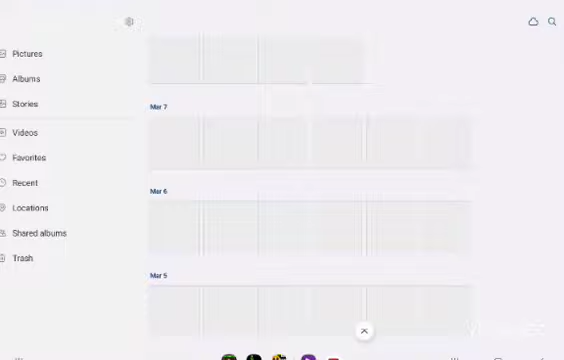 Pictures
Albums
Stories
Mar 7
Videos
Favorites
Recent
Mar 6
Locations
Shared albums
Trash
Mar 5